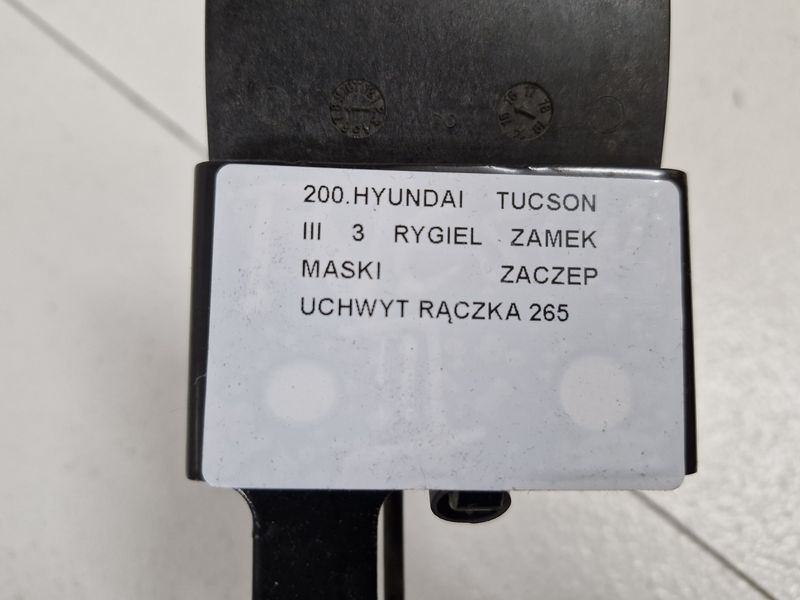 200.HYUNDAI TUCSON
III 3 RYGIEL ZAMEK
MASKI ZACZEP
UCHWYT RĄCZKA 265